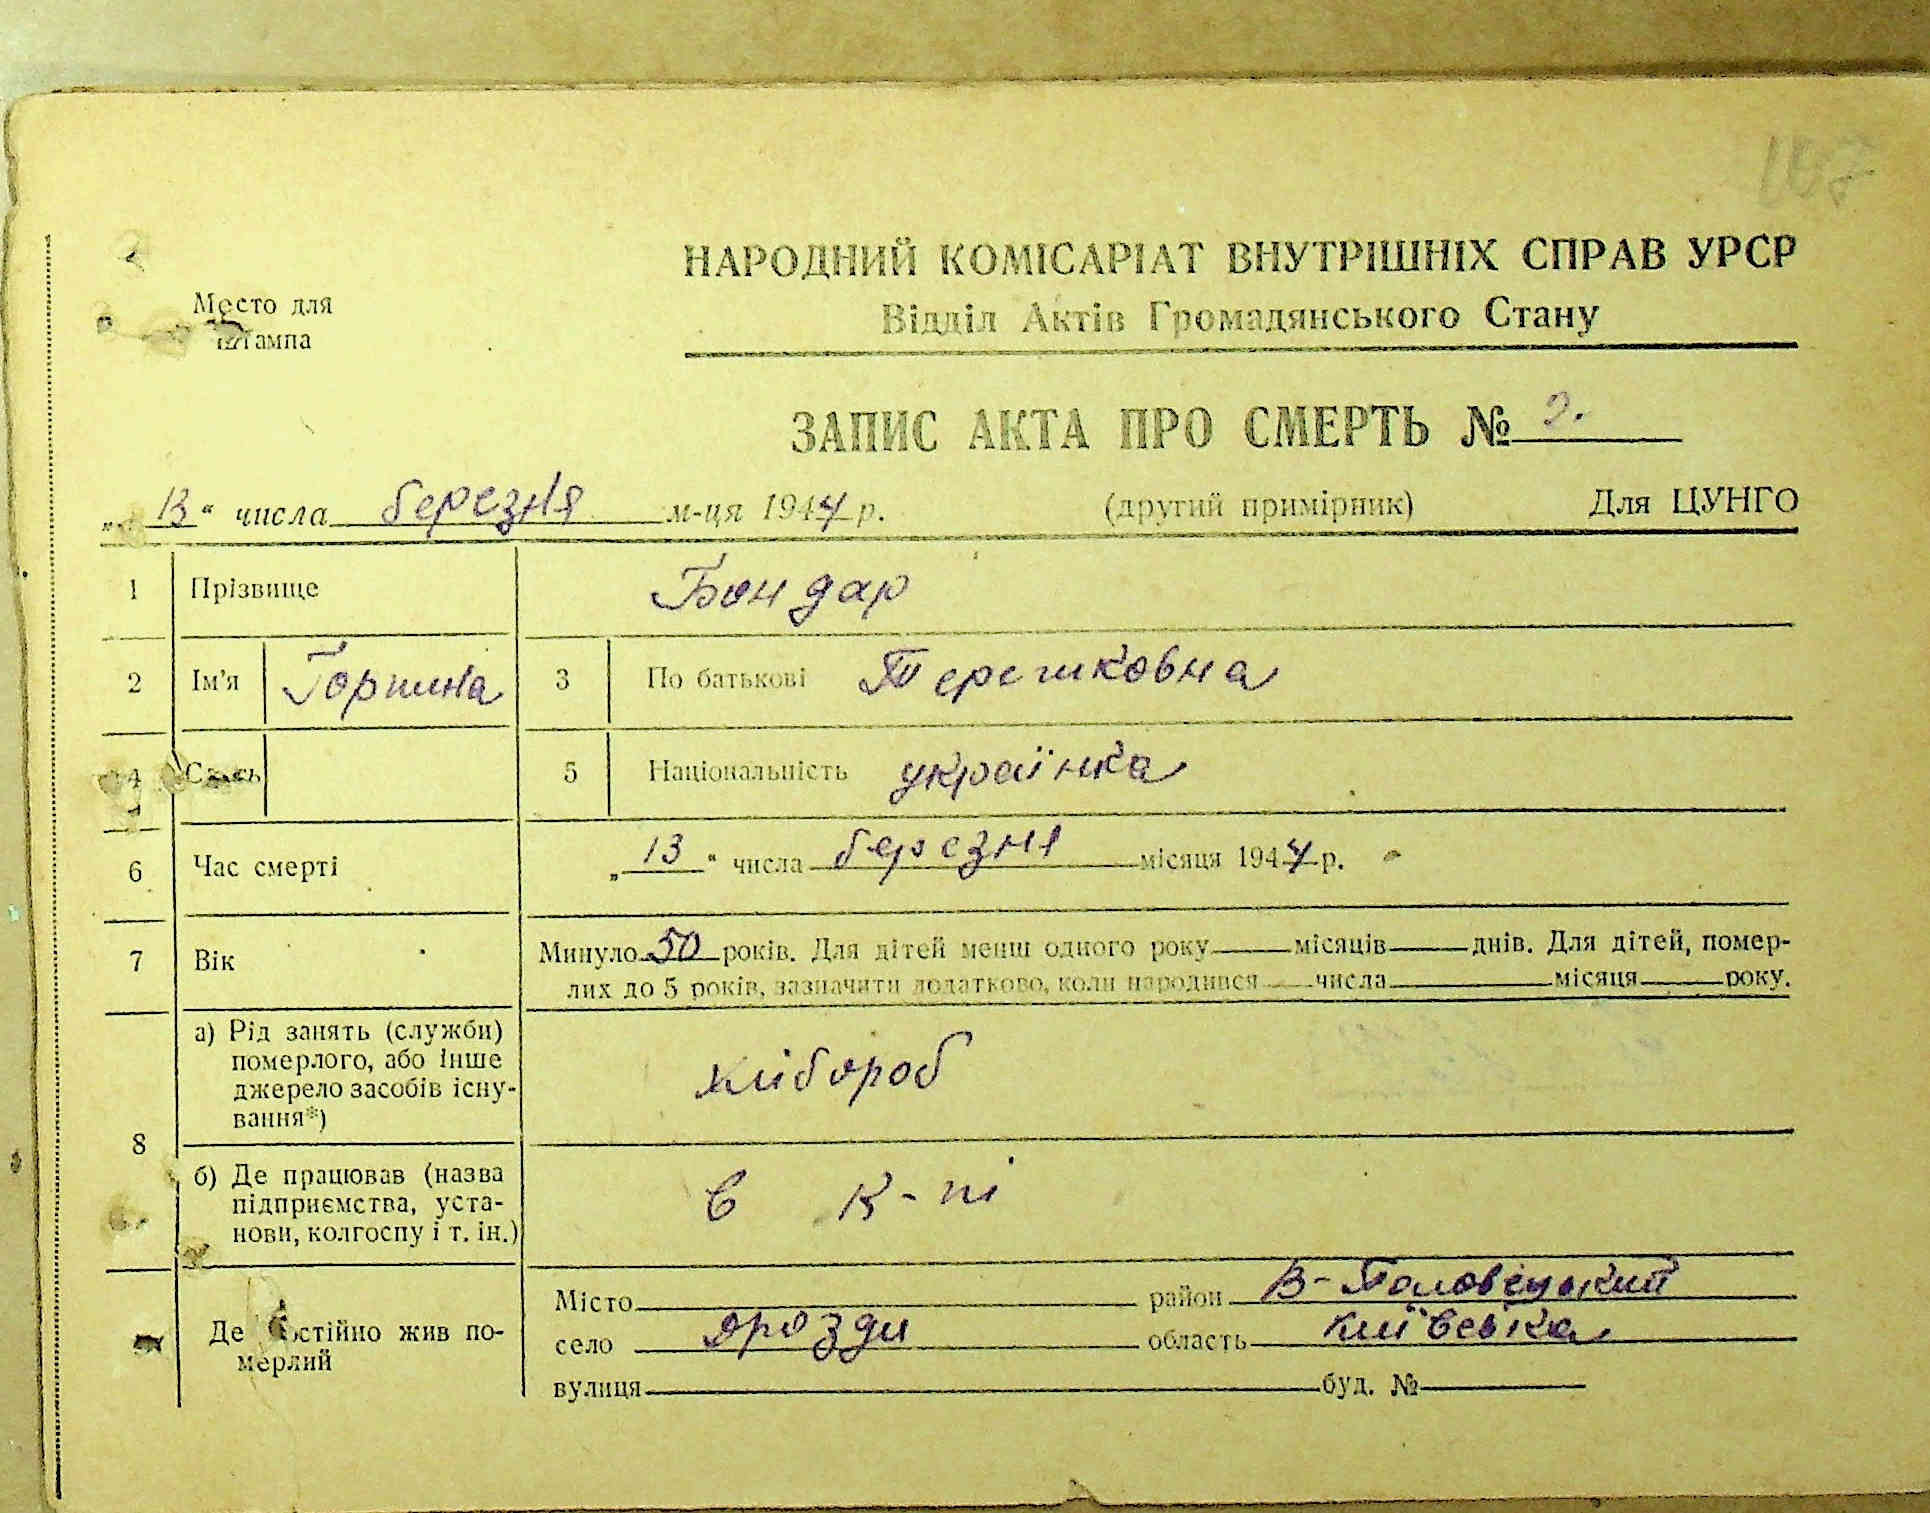 НАРОДНИЙ КОМІСАРІАТ ВНУТРІШНІХ СПРАВ УРСР
Место для
штампа
Відділ Актів Громадянського Стану
ЗАПИС АКТА ПРО СМЕРТЬ №
„13“ числа березня м-ця 1944 р. (другий примірник) Для ЦУНГО
1 Прізвище Бондар
2 Ім'я 3 По батькові Терешковна
4 Стать 5 Національність українка
6 Час смерті „13“ числа березня місяця 1944 р.
7 Вік Минуло 50 років. Для дітей менш одного року місяців днів. Для дітей, помер-
лих до 5 років, зазначити додатково, коли народився числа місяця року.
8 а) Рід занять (служби)
померлого, або інше
джерело засобів існу-
вання*)
хлібороб
б) Де працював (назва
підприємства, уста-
нови, колгоспу і т. ін.)
в к-пі
Де постійно жив по-
мерлий
Місто район В-Половецький
село Дрозди область Київська
вулиця буд. №